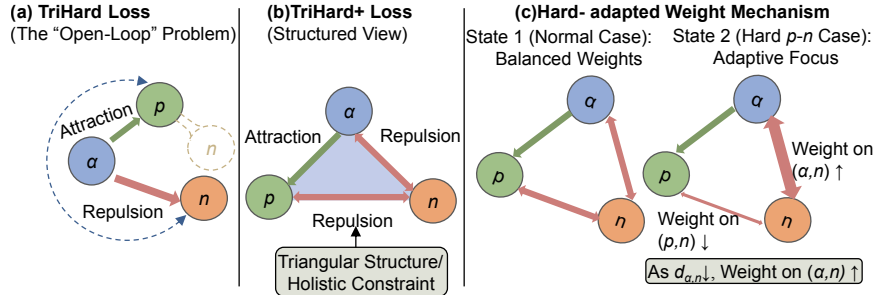 (a) TriHard Loss
(The “Open-Loop” Problem)
p
Attraction
n
α
Repulsion
n
(b)TriHard+ Loss
(Structured View)
α
Attraction
Repulsion
p
n
Repulsion
Triangular Structure/
Holistic Constraint
(c)Hard- adapted Weight Mechanism
State 1 (Normal Case):
Balanced Weights
α
p
n
State 2 (Hard p-n Case):
Adaptive Focus
α
p
Weight on
(α,n) ↑
n
Weight on
(p,n) ↓
As dα,n↓, Weight on (α,n) ↑